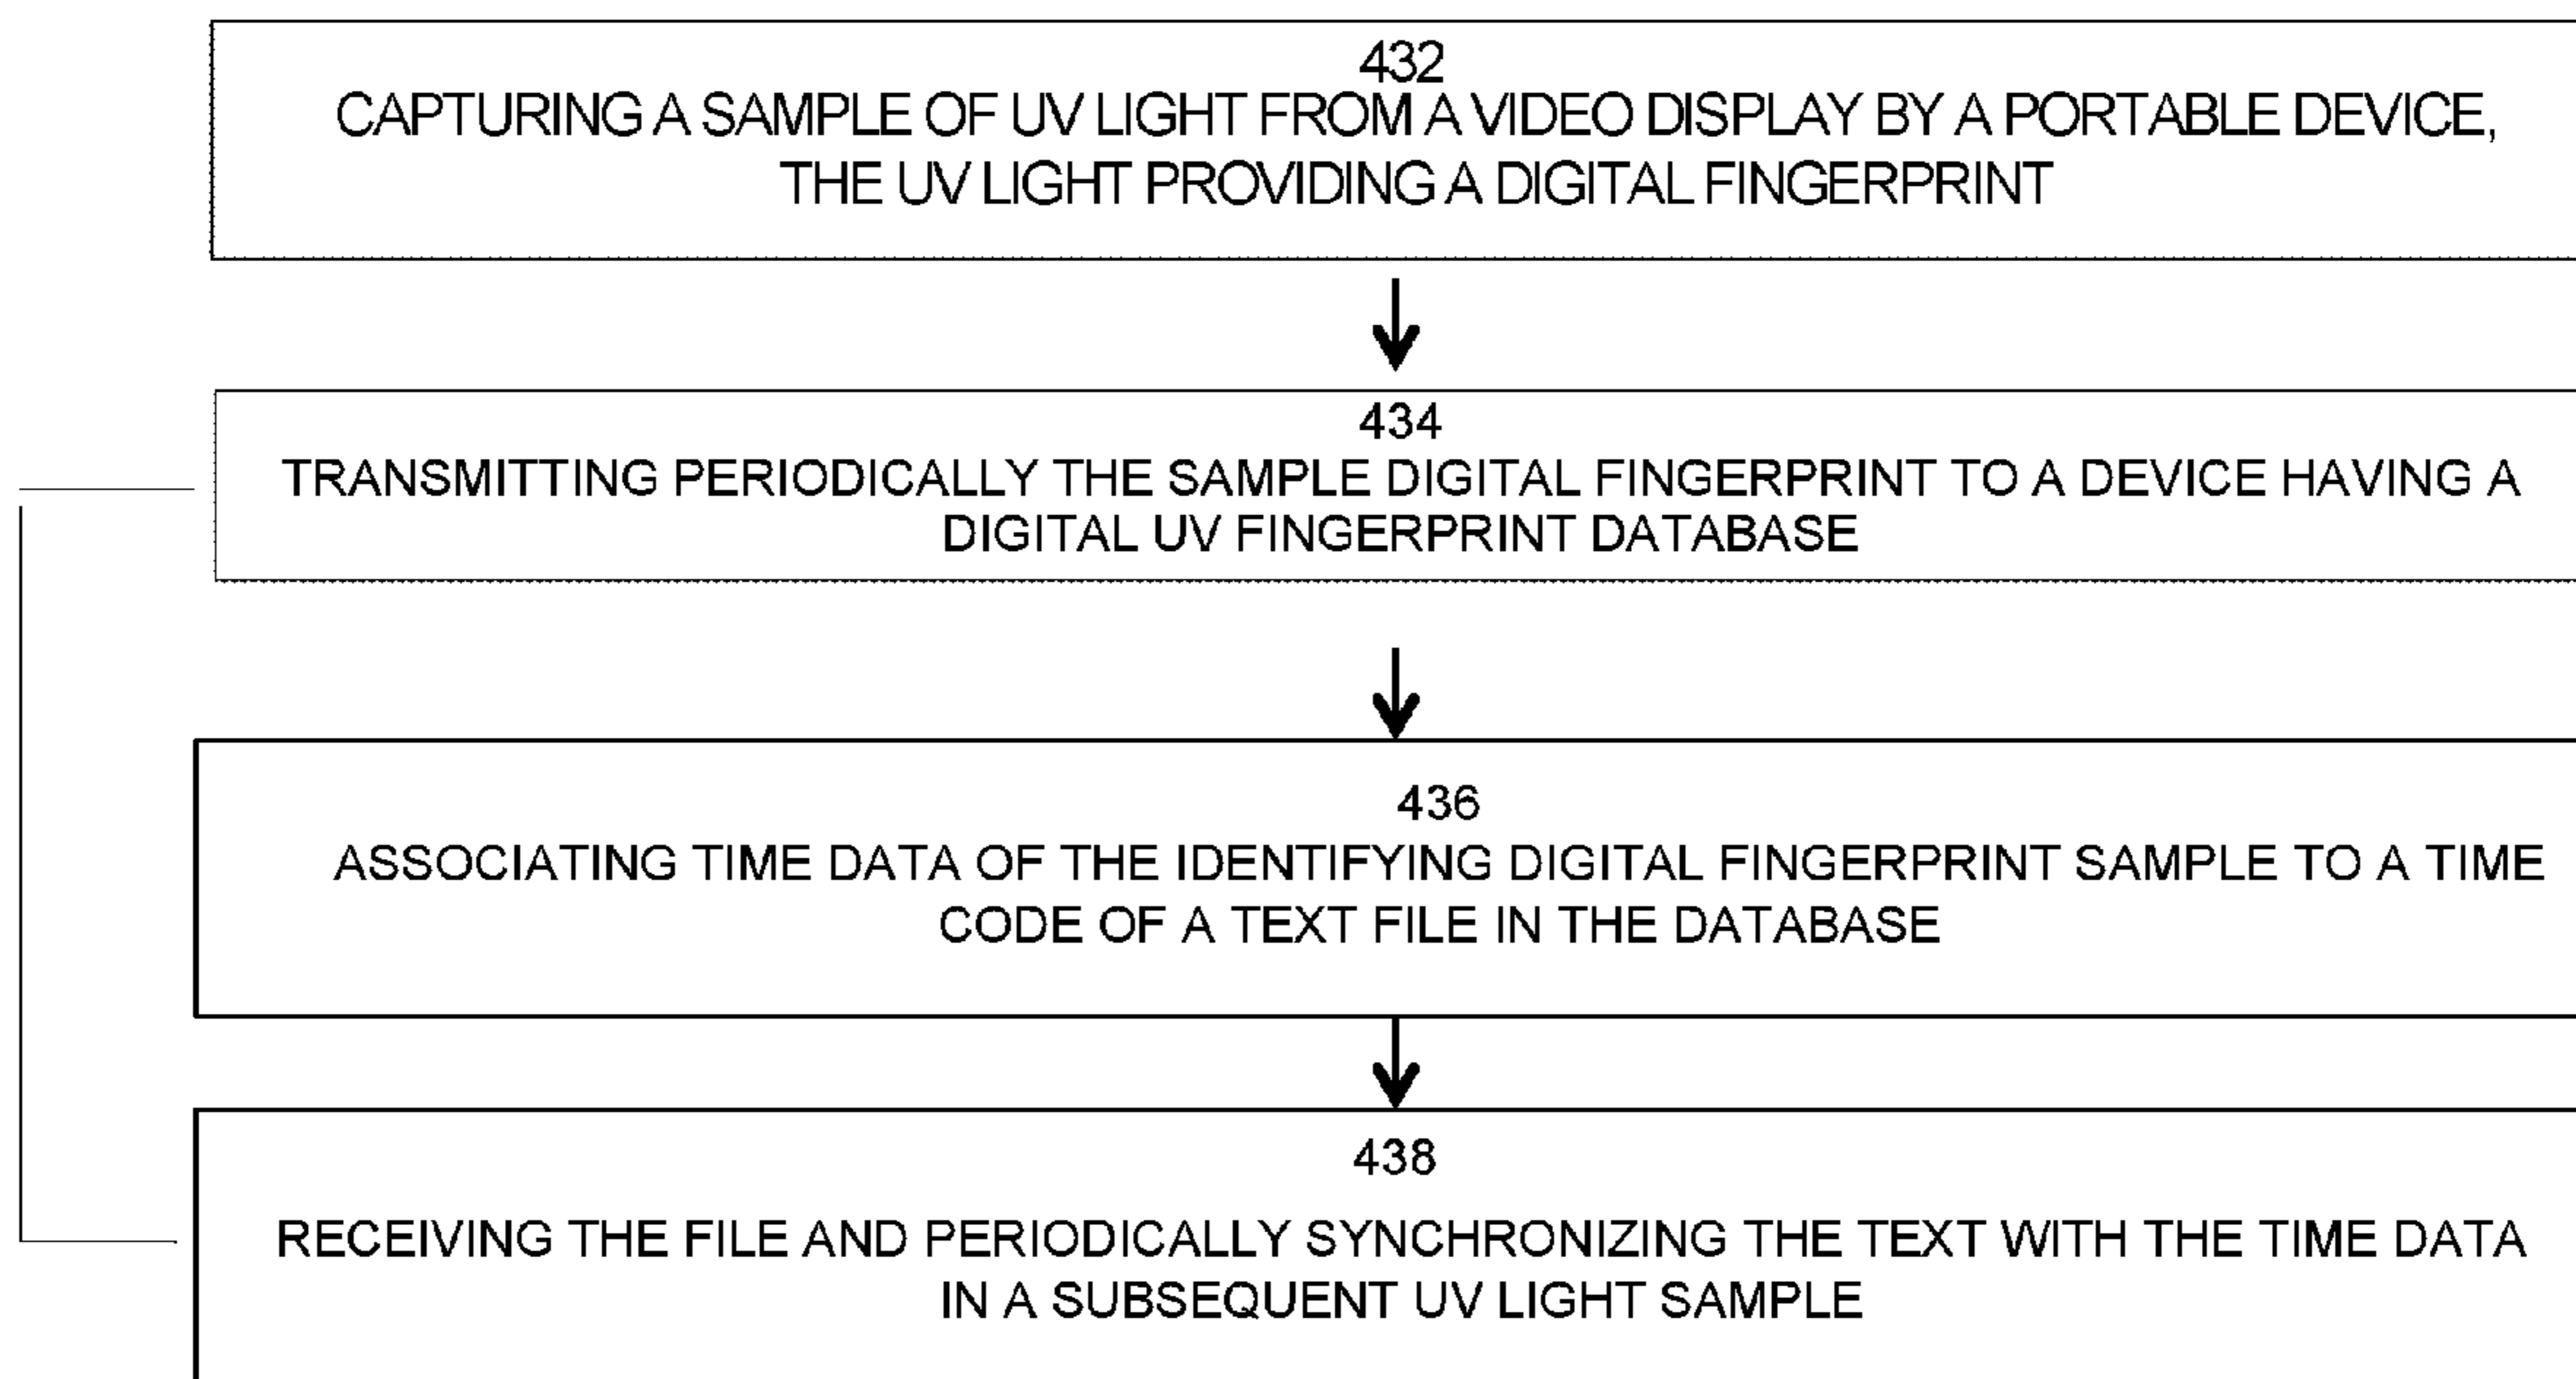 432
CAPTURING A SAMPLE OF UV LIGHT FROM A VIDEO DISPLAY BY A PORTABLE DEVICE,
THE UV LIGHT PROVIDING A DIGITAL FINGERPRINT
434
TRANSMITTING PERIODICALLY THE SAMPLE DIGITAL FINGERPRINT TO A DEVICE HAVING A
DIGITAL UV FINGERPRINT DATABASE
436
ASSOCIATING TIME DATA OF THE IDENTIFYING DIGITAL FINGERPRINT SAMPLE TO A TIME
CODE OF A TEXT FILE IN THE DATABASE
438
RECEIVING THE FILE AND PERIODICALLY SYNCHRONIZING THE TEXT WITH THE TIME DATA
IN A SUBSEQUENT UV LIGHT SAMPLE